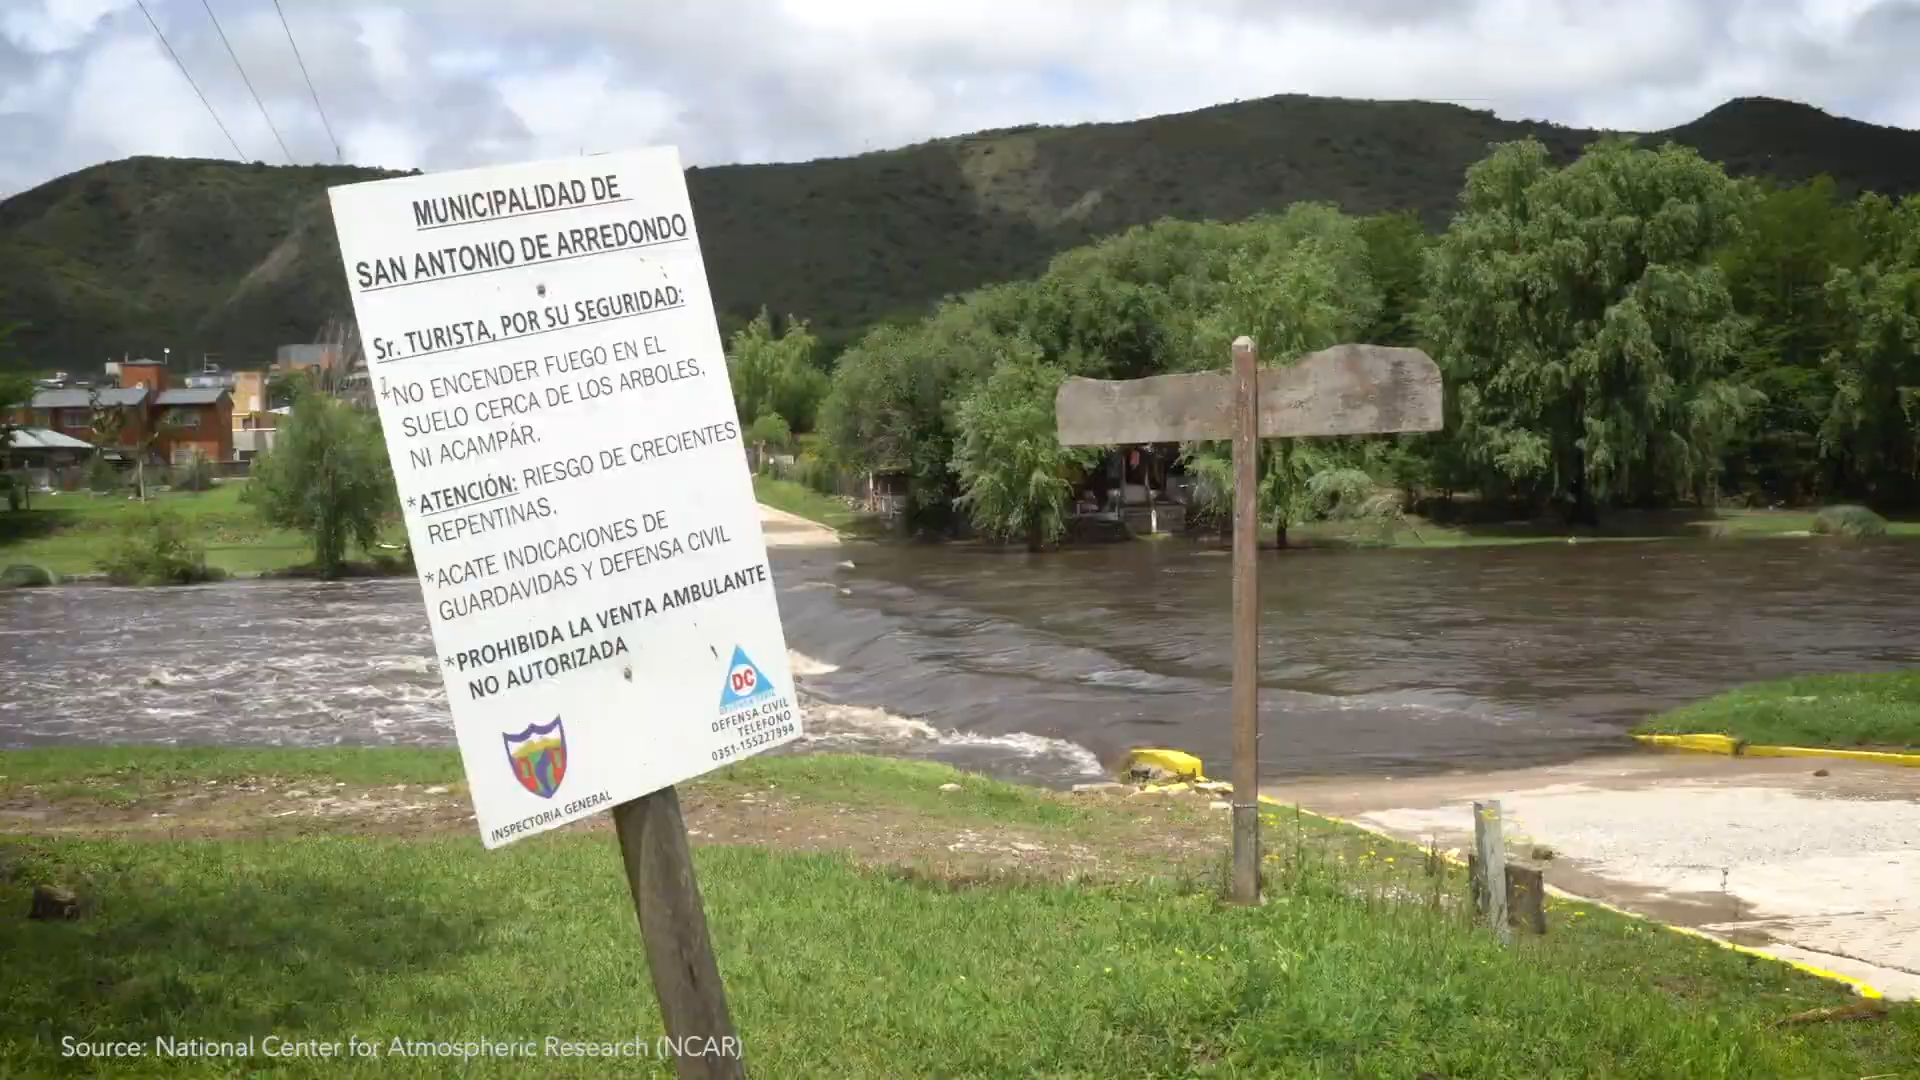 MUNICIPALIDAD DE
SAN ANTONIO DE ARREDONDO
Sr. TURISTA, POR SU SEGURIDAD:
*NO ENCENDER FUEGO EN EL
SUELO CERCA DE LOS ARBOLES,
NI ACAMPÁR.
*ATENCIÓN: RIESGO DE CRECIENTES
REPENTINAS.
*ACATE INDICACIONES DE
GUARDAVIDAS Y DEFENSA CIVIL
*PROHIBIDA LA VENTA AMBULANTE
NO AUTORIZADA
DC
DEFENSA CIVIL
TELEFONO
0351-155227994
INSPECTORIA GENERAL
Source: National Center for Atmospheric Research (NCAR)